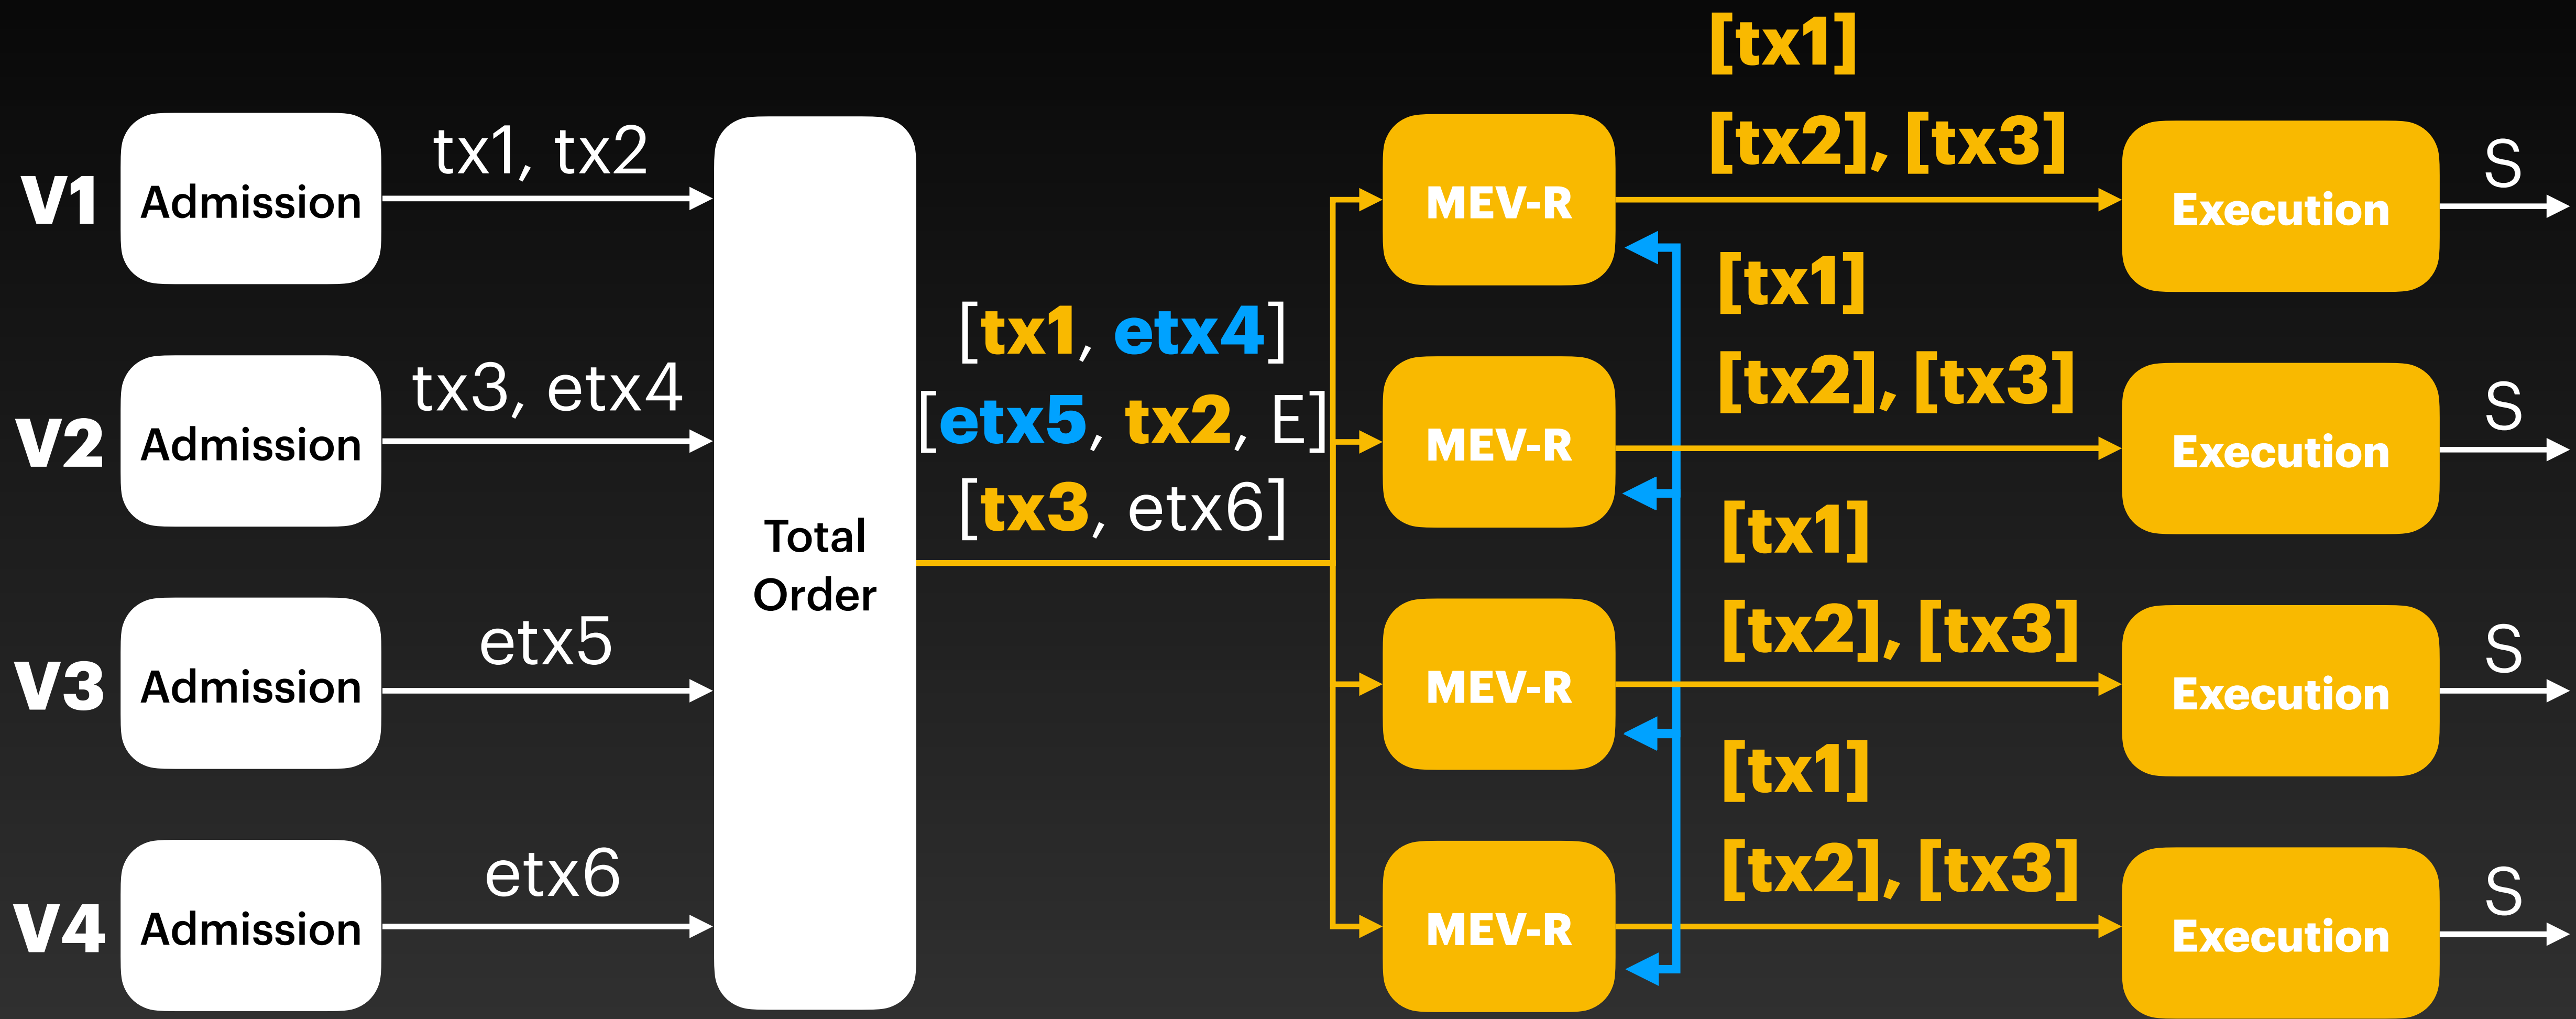 [tx1]
[tx2], [tx3]
V1
Admission
tx1, tx2
MEV-R
Execution
S
[tx1]
[tx2], [tx3]
V2
Admission
tx3, etx4
[tx1, etx4]
[etx5, tx2, E]
[tx3, etx6]
MEV-R
Execution
S
Total
Order
[tx1]
[tx2], [tx3]
V3
Admission
etx5
MEV-R
Execution
S
[tx1]
[tx2], [tx3]
V4
Admission
etx6
MEV-R
Execution
S